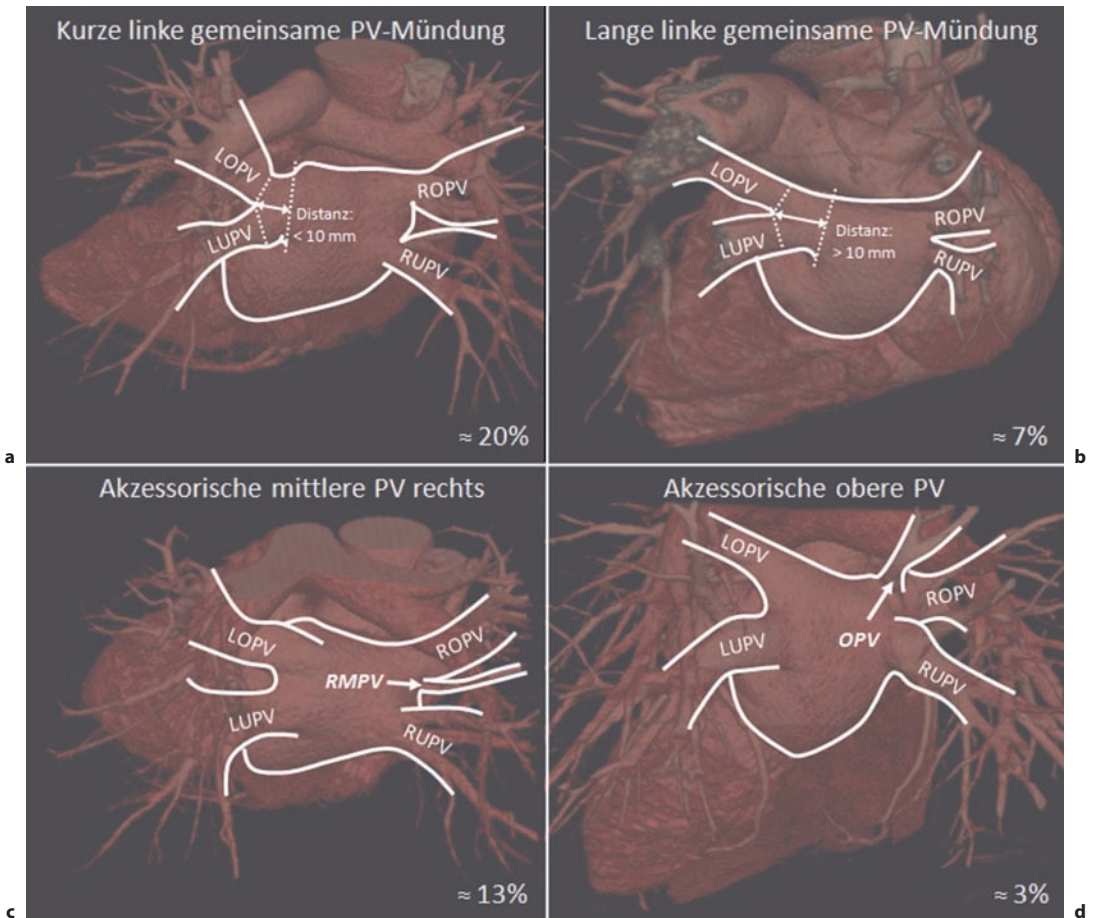 a
Kurze linke gemeinsame PV-Mündung
LOPV
ROPV
Distanz:
< 10 mm
LUPV
RUPV
≈ 20%
Lange linke gemeinsame PV-Mündung
b
LOPV
ROPV
Distanz:
> 10 mm
LUPV
RUPV
≈ 7%
Akzessorische mittlere PV rechts
c
LOPV
ROPV
RMPV
LUPV
RUPV
≈ 13%
Akzessorische obere PV
d
LOPV
ROPV
OPV
LUPV
RUPV
≈ 3%